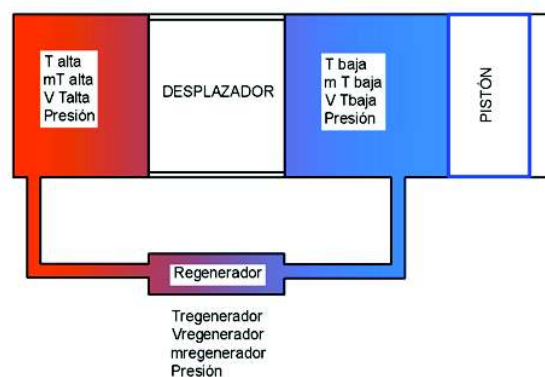 T alta
mT alta
V Talta
Presión
DESPLAZADOR
T baja
m T baja
V Tbaja
Presión
PISTÓN
Regenerador
Tregenerador
Vregenerador
mregenerador
Presión